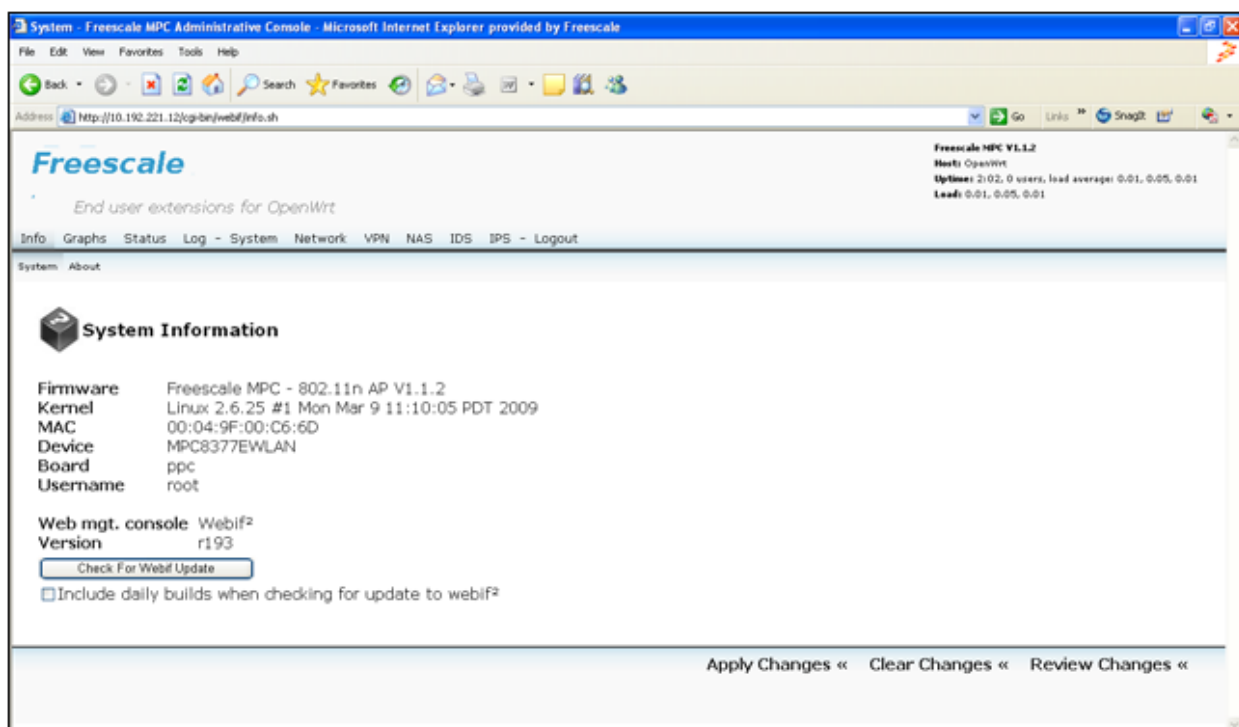 System - Freescale MPC Administrative Console - Microsoft Internet Explorer provided by Freescale
File Edit View Favorites Tools Help
Back Search Favorites
Address http://10.192.221.12/cgi-bin/webif/info.sh Go Links » SnagIt
Freescale
End user extensions for OpenWrt
Freescale MPC V1.1.2
Host: OpenWrt
Uptime: 2:02, 0 users, load average: 0.01, 0.05, 0.01
Load: 0.01, 0.05, 0.01
Info Graphs Status Log - System Network VPN NAS IDS IPS - Logout
System About
System Information
Firmware Freescale MPC - 802.11n AP V1.1.2
Kernel Linux 2.6.25 #1 Mon Mar 9 11:10:05 PDT 2009
MAC 00:04:9F:00:C6:6D
Device MPC8377EWLAN
Board ppc
Username root
Web mgt. console Webif²
Version r193
Check For Webif Update
Include daily builds when checking for update to webif²
Apply Changes « Clear Changes « Review Changes «